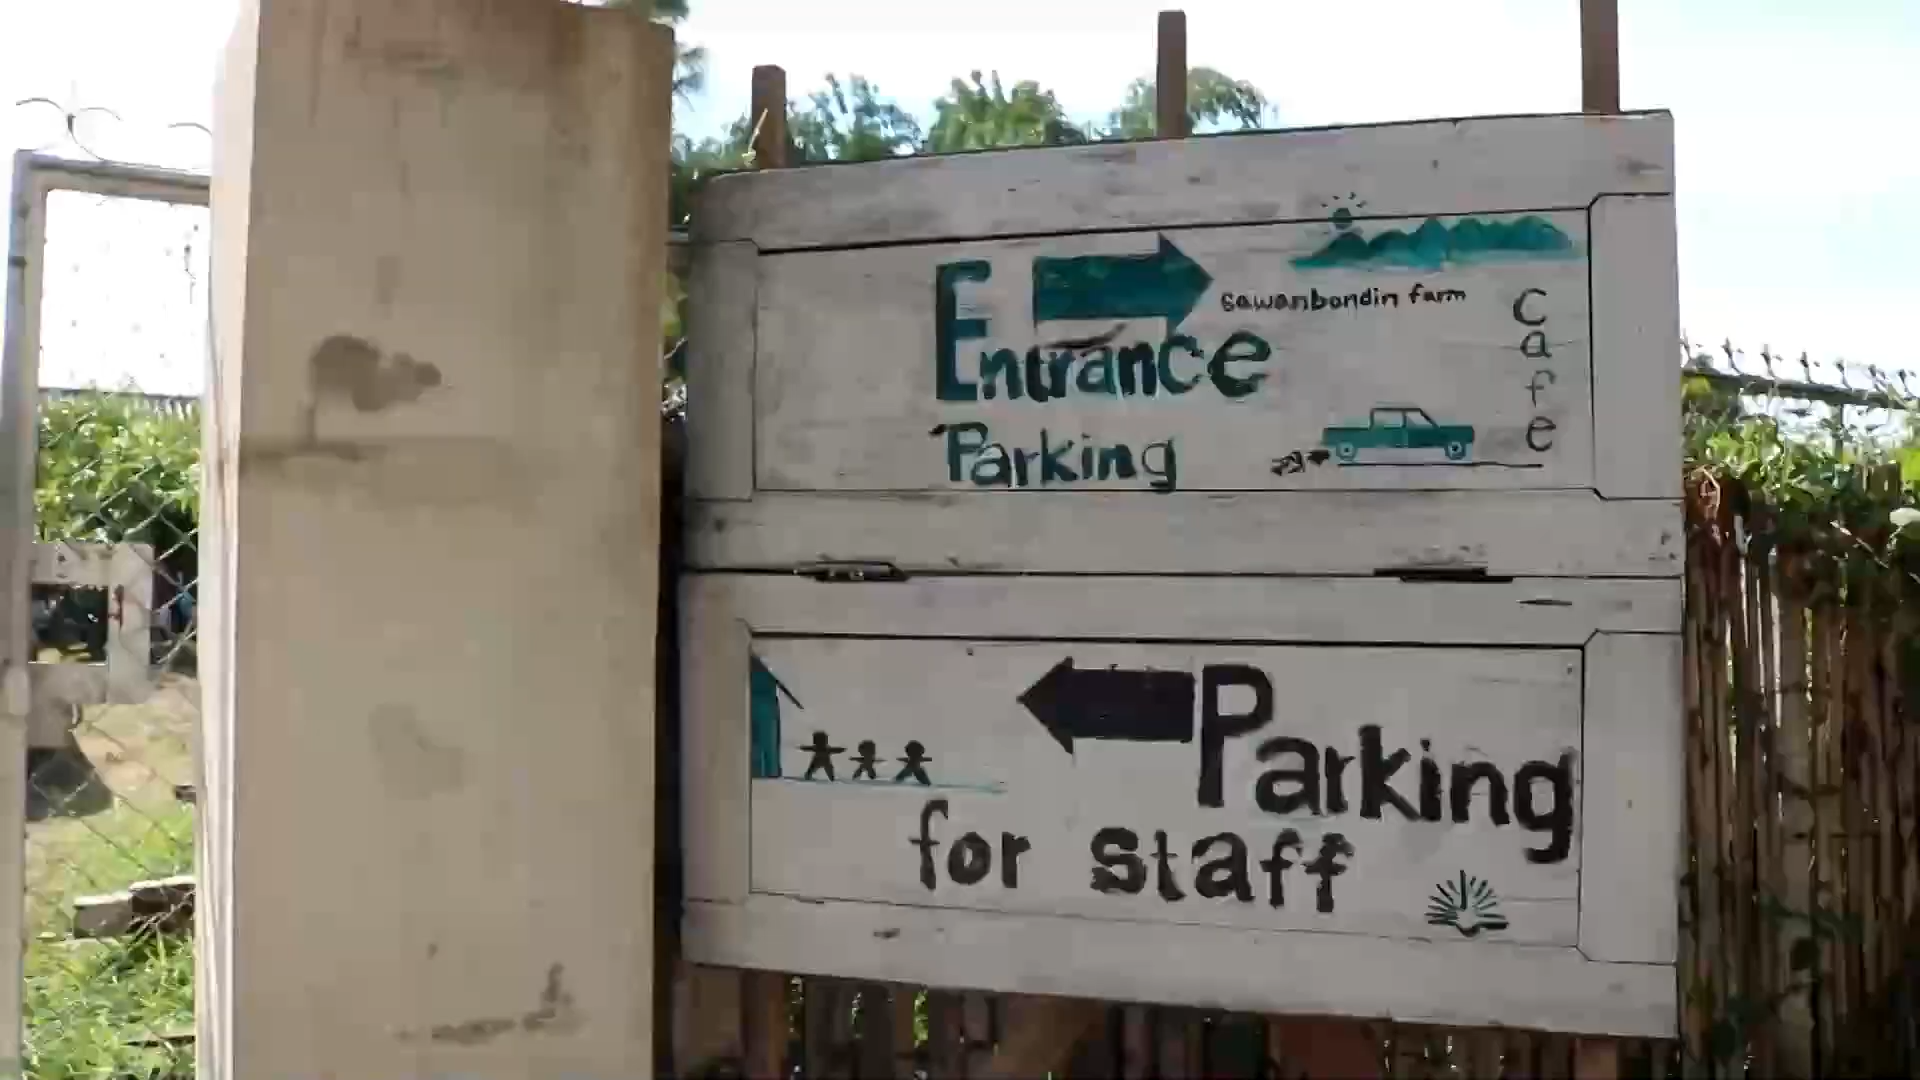 Entrance
sawanbondin farm
Cafe
Parking
Parking
for staff